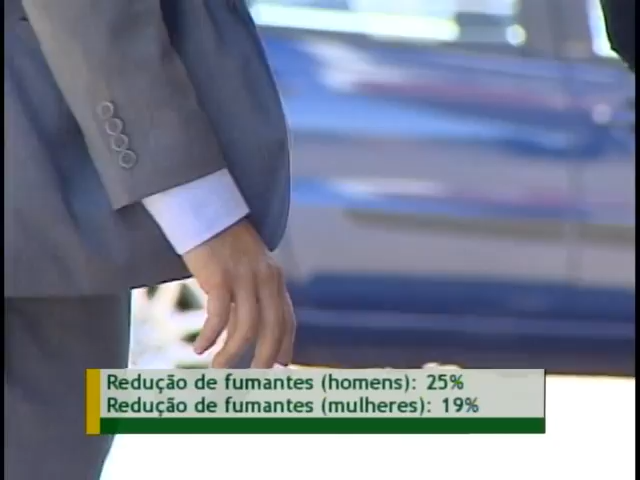 Redução de fumantes (homens): 25%
Redução de fumantes (mulheres): 19%